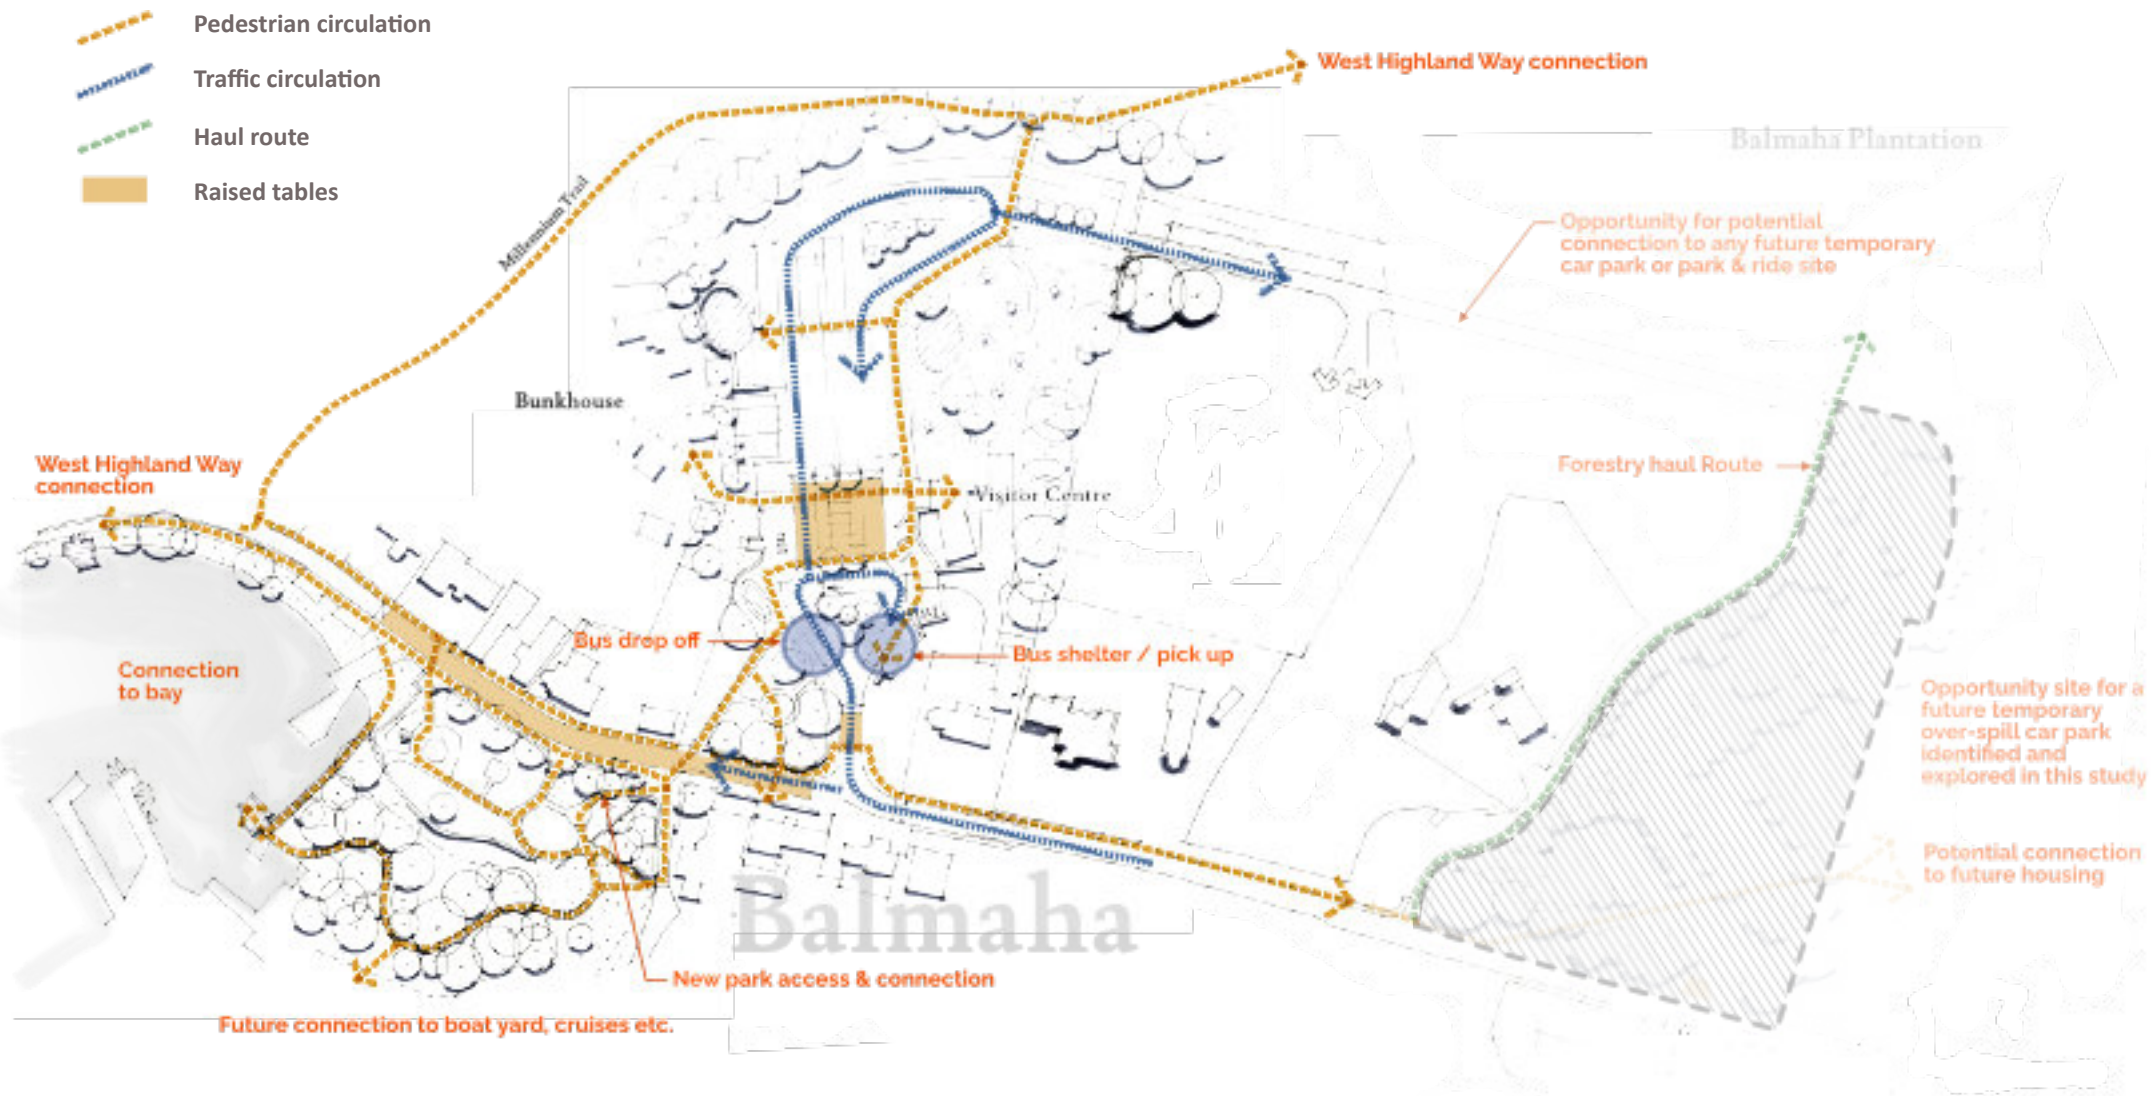 Pedestrian circulation
Traffic circulation
Haul route
Raised tables
West Highland Way connection
Balmaha Plantation
Millennium Trail
Opportunity for potential
connection to any future temporary
car park or park & ride site
Bunkhouse
West Highland Way
connection
Forestry haul Route
Visitor Centre
Bus drop off
Bus shelter / pick up
Connection
to bay
Opportunity site for a
future temporary
over-spill car park
identified and
explored in this study
Potential connection
to future housing
Balmaha
New park access & connection
Future connection to boat yard, cruises etc.